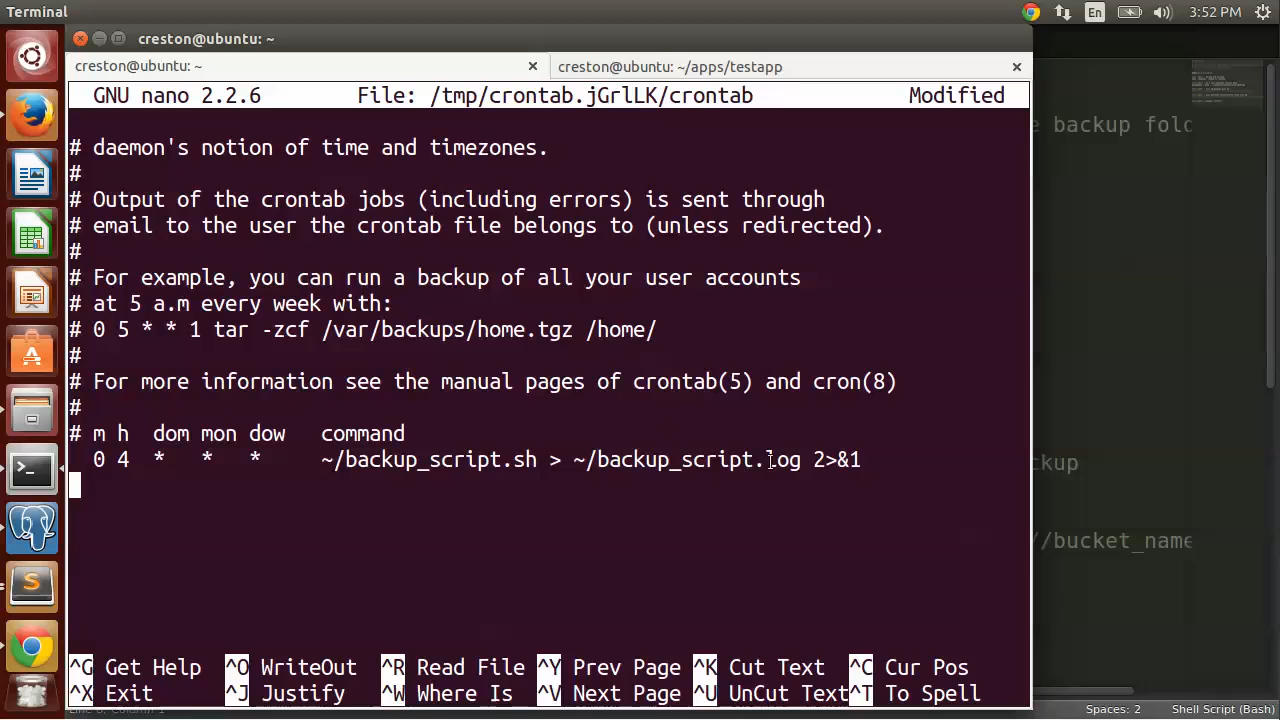 Terminal
En
3:52 PM
creston@ubuntu: ~
creston@ubuntu: ~
creston@ubuntu: ~/apps/testapp
GNU nano 2.2.6 File: /tmp/crontab.jGrlLK/crontab Modified
# daemon's notion of time and timezones.
#
# Output of the crontab jobs (including errors) is sent through
# email to the user the crontab file belongs to (unless redirected).
#
# For example, you can run a backup of all your user accounts
# at 5 a.m every week with:
# 0 5 * * 1 tar -zcf /var/backups/home.tgz /home/
#
# For more information see the manual pages of crontab(5) and cron(8)
#
# m h dom mon dow command
0 4 * * * ~/backup_script.sh > ~/backup_script.log 2>&1
^G Get Help ^O WriteOut ^R Read File ^Y Prev Page ^K Cut Text ^C Cur Pos
^X Exit ^J Justify ^W Where Is ^V Next Page ^U UnCut Text ^T To Spell
backup fold
kup
//bucket_name
Spaces: 2
Shell Script (Bash)